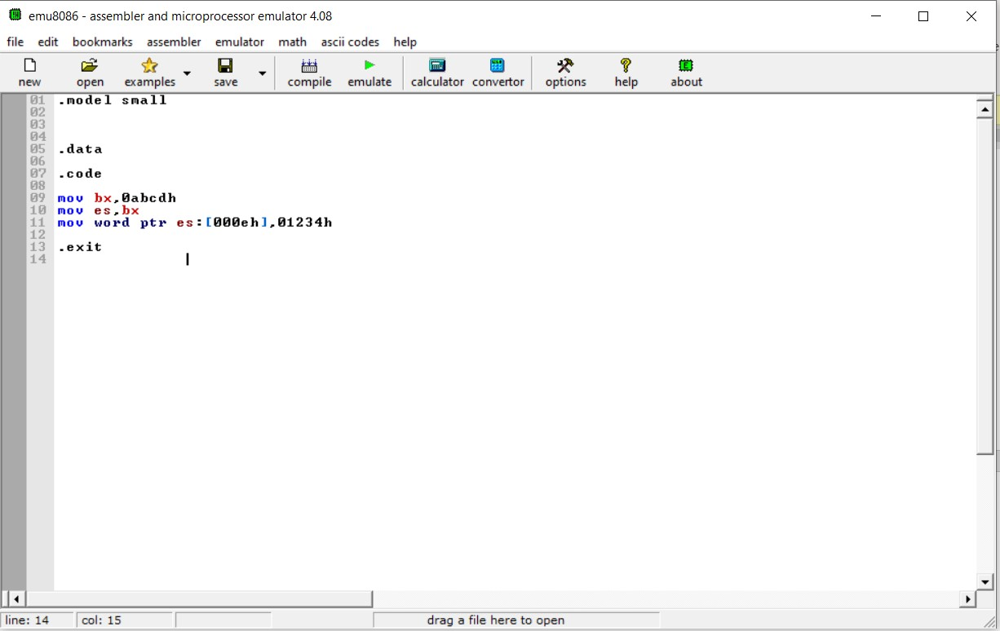 emu8086 - assembler and microprocessor emulator 4.08
file edit bookmarks assembler emulator math ascii codes help
new open examples save compile emulate calculator convertor options help about
01 .model small
02
03
04
05 .data
06
07 .code
08
09 mov bx,0abcdh
10 mov es,bx
11 mov word ptr es:[000eh],01234h
12
13 .exit
14
line: 14 col: 15 drag a file here to open